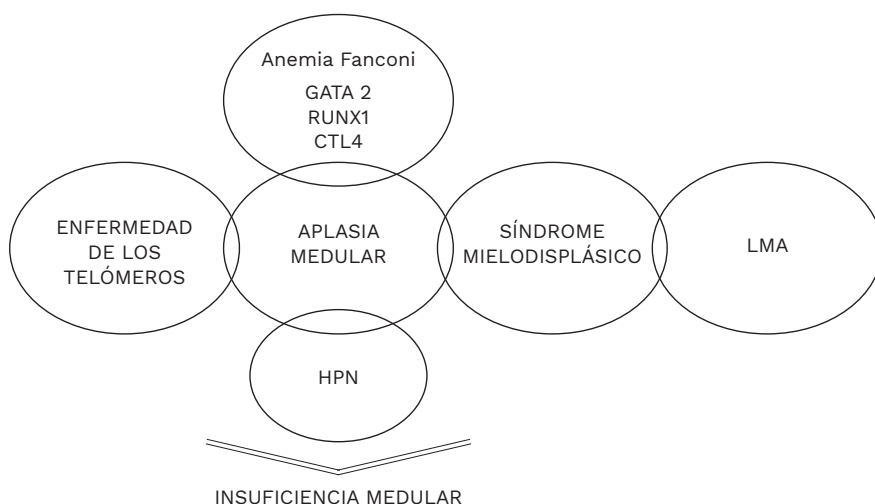 Anemia Fanconi
GATA 2
RUNX1
CTL4
ENFERMEDAD
DE LOS
TELÓMEROS
APLASIA
MEDULAR
SÍNDROME
MIELODISPLÁSICO
LMA
HPN
INSUFICIENCIA MEDULAR